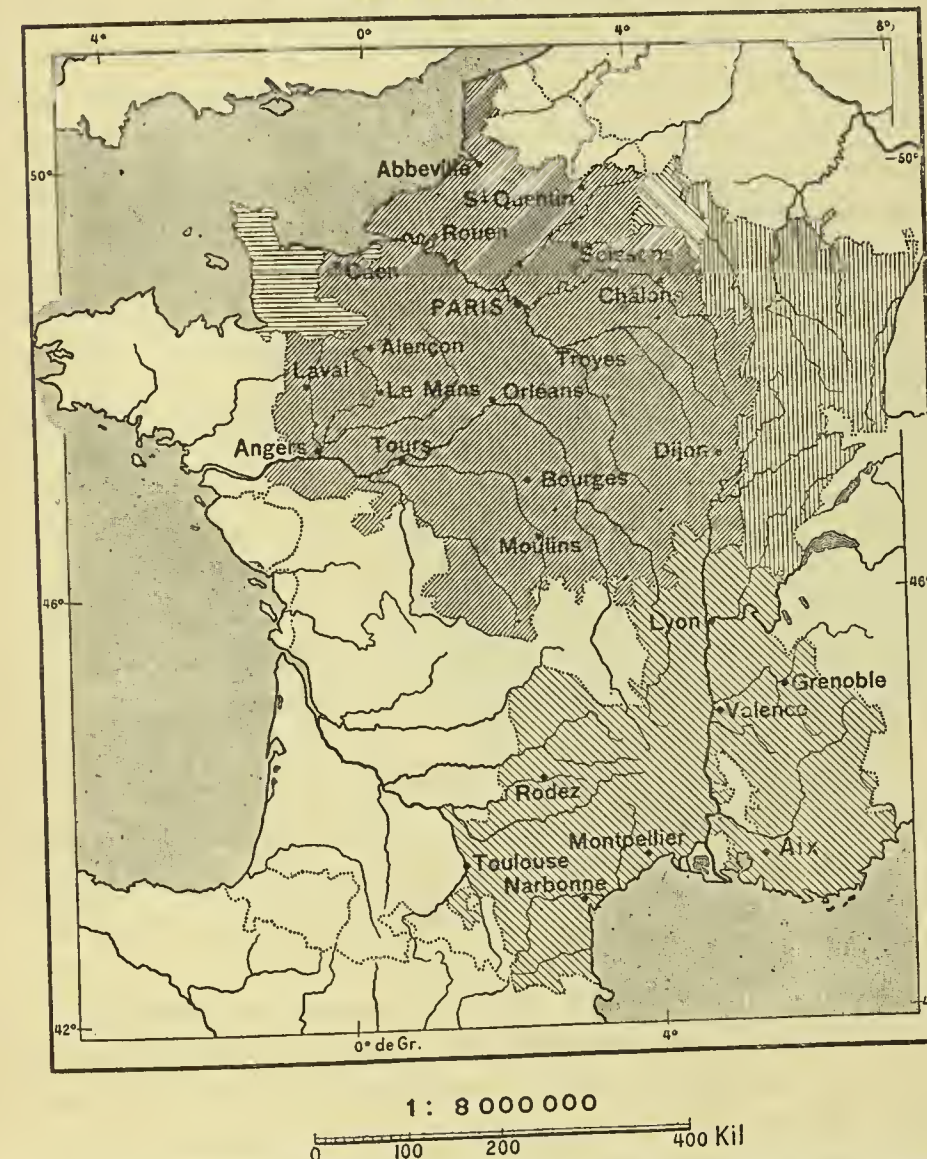 4° 0° 4° 8°
50° 50°
Abbeville
St Quentin
Rouen
Soissons
Caen
PARIS
Châlons
Alençon
Troyes
Laval
Le Mans
Orléans
Angers
Tours
Dijon
Bourges
Moulins
46° 46°
Lyon
Grenoble
Valence
Rodez
Montpellier
Aix
Toulouse
Narbonne
42°
0° de Gr. 4°
1: 8 000 000
0 100 200 400 Kil